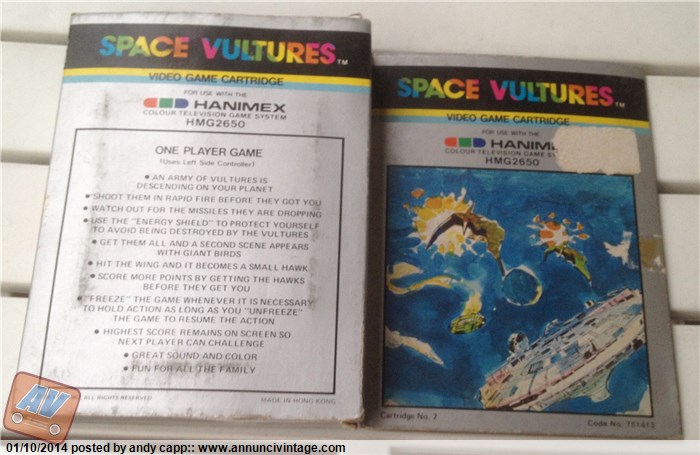 SPACE VULTURES TM
VIDEO GAME CARTRIDGE
FOR USE WITH THE
HANIMEX
COLOUR TELEVISION GAME SYSTEM
HMG2650
ONE PLAYER GAME
(Uses Left Side Controller)
• AN ARMY OF VULTURES IS
DESCENDING ON YOUR PLANET
• SHOOT THEM IN RAPID FIRE BEFORE THEY GOT YOU
• WATCH OUT FOR THE MISSILES THEY ARE DROPPING
• USE THE "ENERGY SHIELD" TO PROTECT YOURSELF
TO AVOID BEING DESTROYED BY THE VULTURES
• GET THEM ALL AND A SECOND SCENE APPEARS
WITH GIANT BIRDS
• HIT THE WING AND IT BECOMES A SMALL HAWK
• SCORE MORE POINTS BY GETTING THE HAWKS
BEFORE THEY GET YOU
• "FREEZE" THE GAME WHENEVER IT IS NECESSARY
TO HOLD ACTION AS LONG AS YOU "UNFREEZE"
THE GAME TO RESUME THE ACTION
• HIGHEST SCORE REMAINS ON SCREEN SO
NEXT PLAYER CAN CHALLENGE
• GREAT SOUND AND COLOR
• FUN FOR ALL THE FAMILY
ALL RIGHTS RESERVED
MADE IN HONG KONG
SPACE VULTURES TM
VIDEO GAME CARTRIDGE
FOR USE WITH THE
HANIM
COLOUR TELEVISION GAME
HMG2650
Cartridge No. 7
Code No: 751413
AV
01/10/2014 posted by andy capp:: www.annuncivintage.com